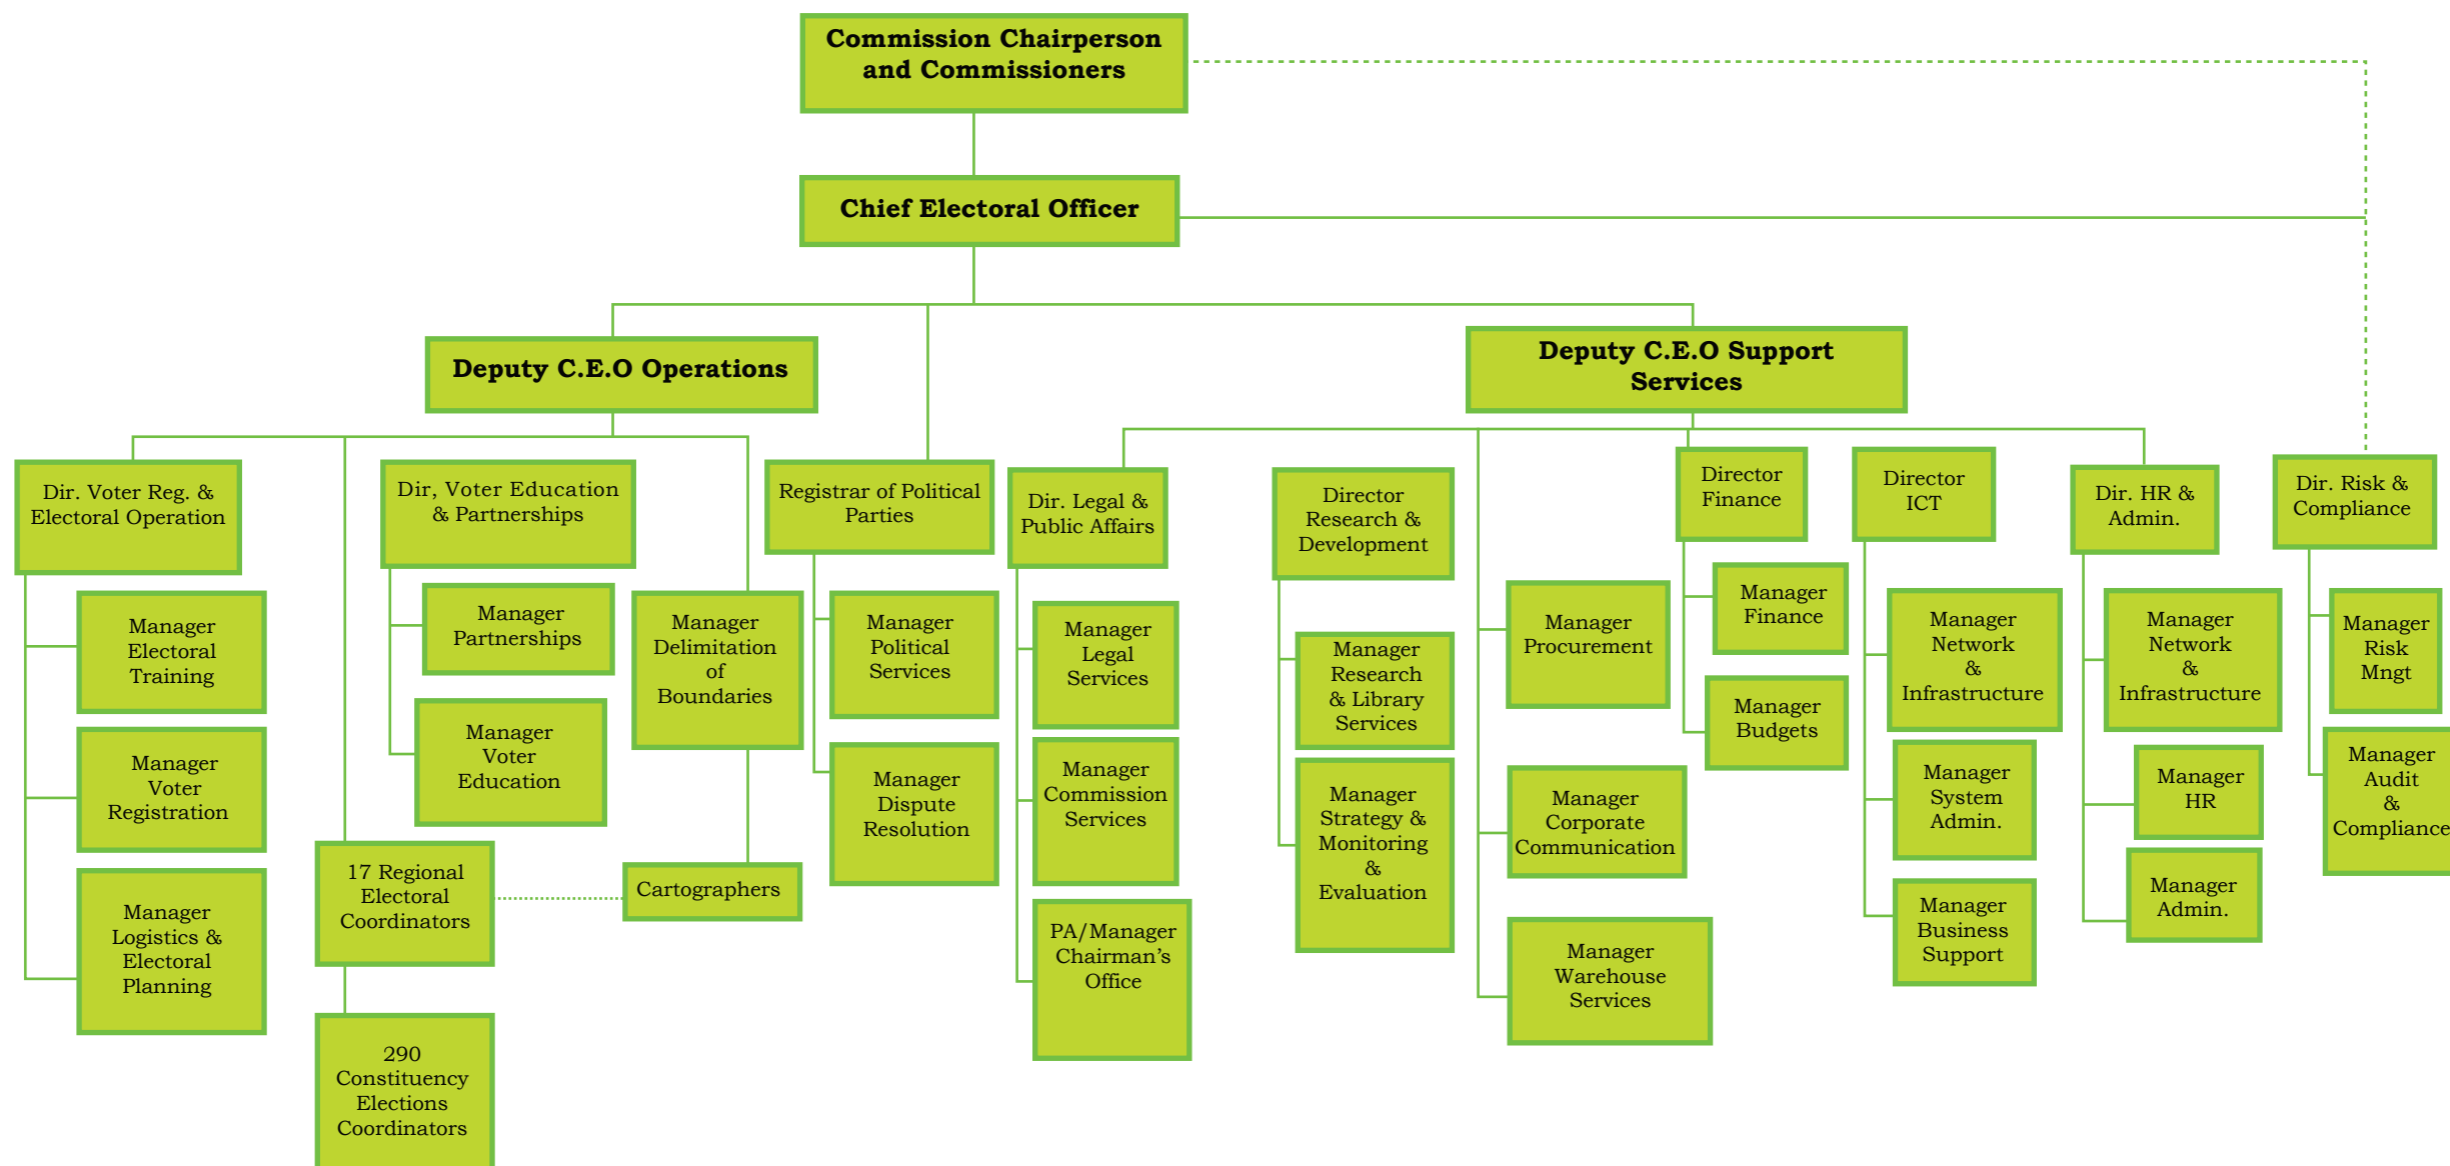 Commission Chairperson
and Commissioners
Chief Electoral Officer
Deputy C.E.O Operations
Deputy C.E.O Support
Services
Dir. Voter Reg. &
Electoral Operation
Manager
Electoral
Training
Manager
Voter
Registration
Manager
Logistics &
Electoral
Planning
17 Regional
Electoral
Coordinators
290
Constituency
Elections
Coordinators
Dir, Voter Education
& Partnerships
Manager
Partnerships
Manager
Voter
Education
Manager
Delimitation
of
Boundaries
Cartographers
Registrar of Political
Parties
Manager
Political
Services
Manager
Dispute
Resolution
Dir. Legal &
Public Affairs
Manager
Legal
Services
Manager
Commission
Services
PA/Manager
Chairman’s
Office
Director
Research &
Development
Manager
Research
& Library
Services
Manager
Strategy &
Monitoring
&
Evaluation
Manager
Procurement
Manager
Corporate
Communication
Manager
Warehouse
Services
Director
Finance
Manager
Finance
Manager
Budgets
Director
ICT
Manager
Network
&
Infrastructure
Manager
System
Admin.
Manager
Business
Support
Dir. HR &
Admin.
Manager
Network
&
Infrastructure
Manager
HR
Manager
Admin.
Dir. Risk &
Compliance
Manager
Risk
Mngt
Manager
Audit
&
Compliance